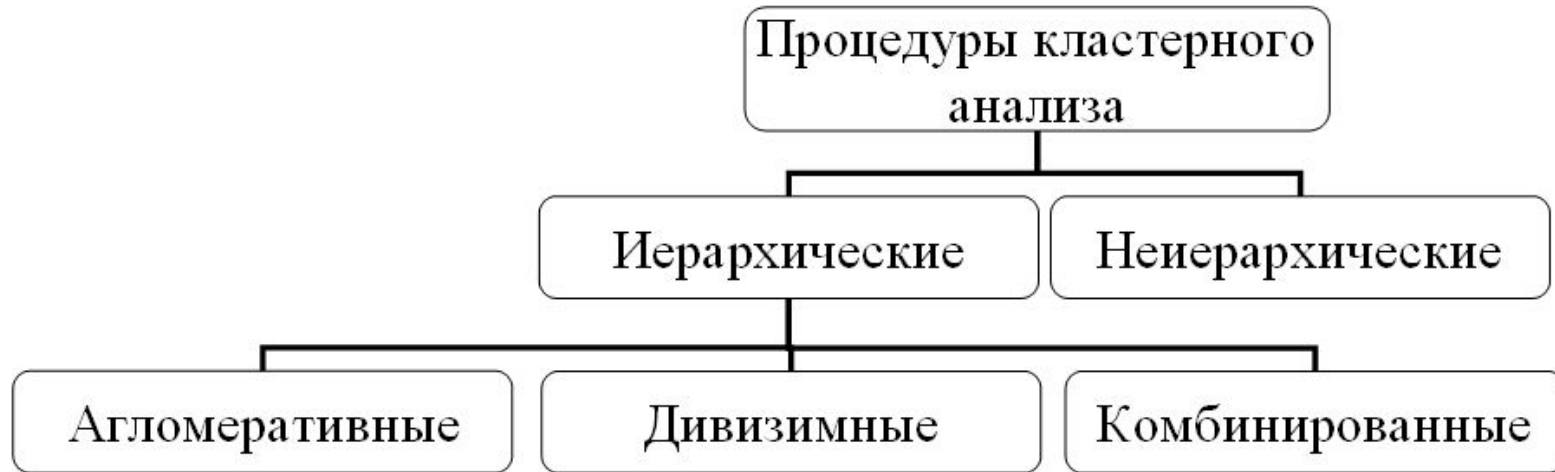 Процедуры кластерного
анализа
Иерархические
Неиерархические
Агломеративные
Дивизимные
Комбинированные